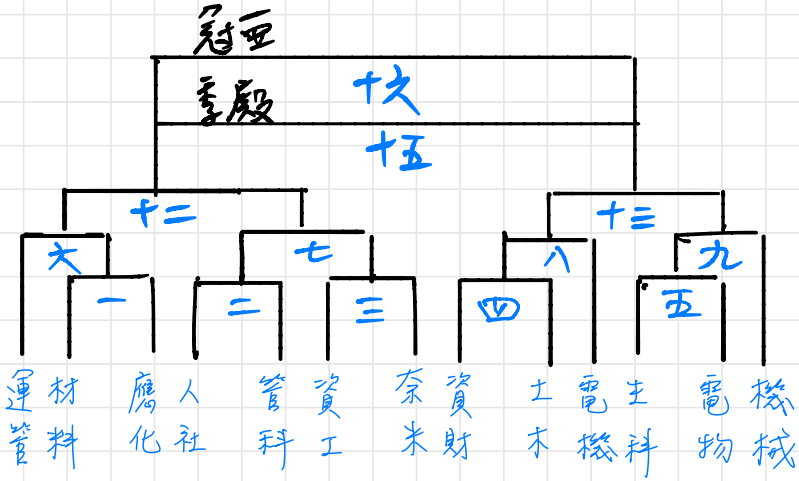 冠亞
十六
季殿
十五
十二
十三
六
七
八
九
一
二
三
四
五
運管
材料
應化
人社
管科
資工
奈米
資財
土木
電機
生科
電物
機械